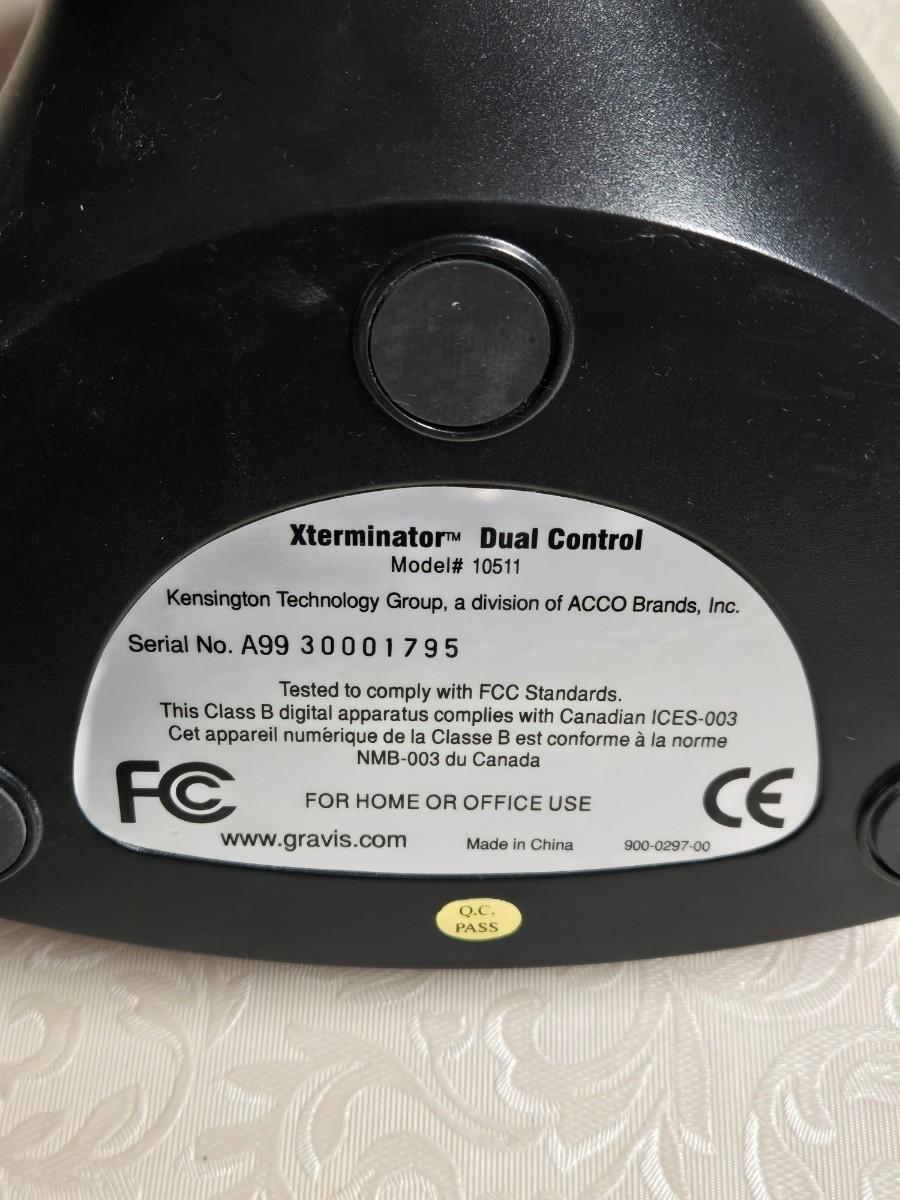 Xterminator™ Dual Control
Model# 10511
Kensington Technology Group, a division of ACCO Brands, Inc.
Serial No. A99 30001795
Tested to comply with FCC Standards.
This Class B digital apparatus complies with Canadian ICES-003
Cet appareil numérique de la Classe B est conforme à la norme
NMB-003 du Canada
FC CE
FOR HOME OR OFFICE USE
www.gravis.com Made in China 900-0297-00
Q.C.
PASS